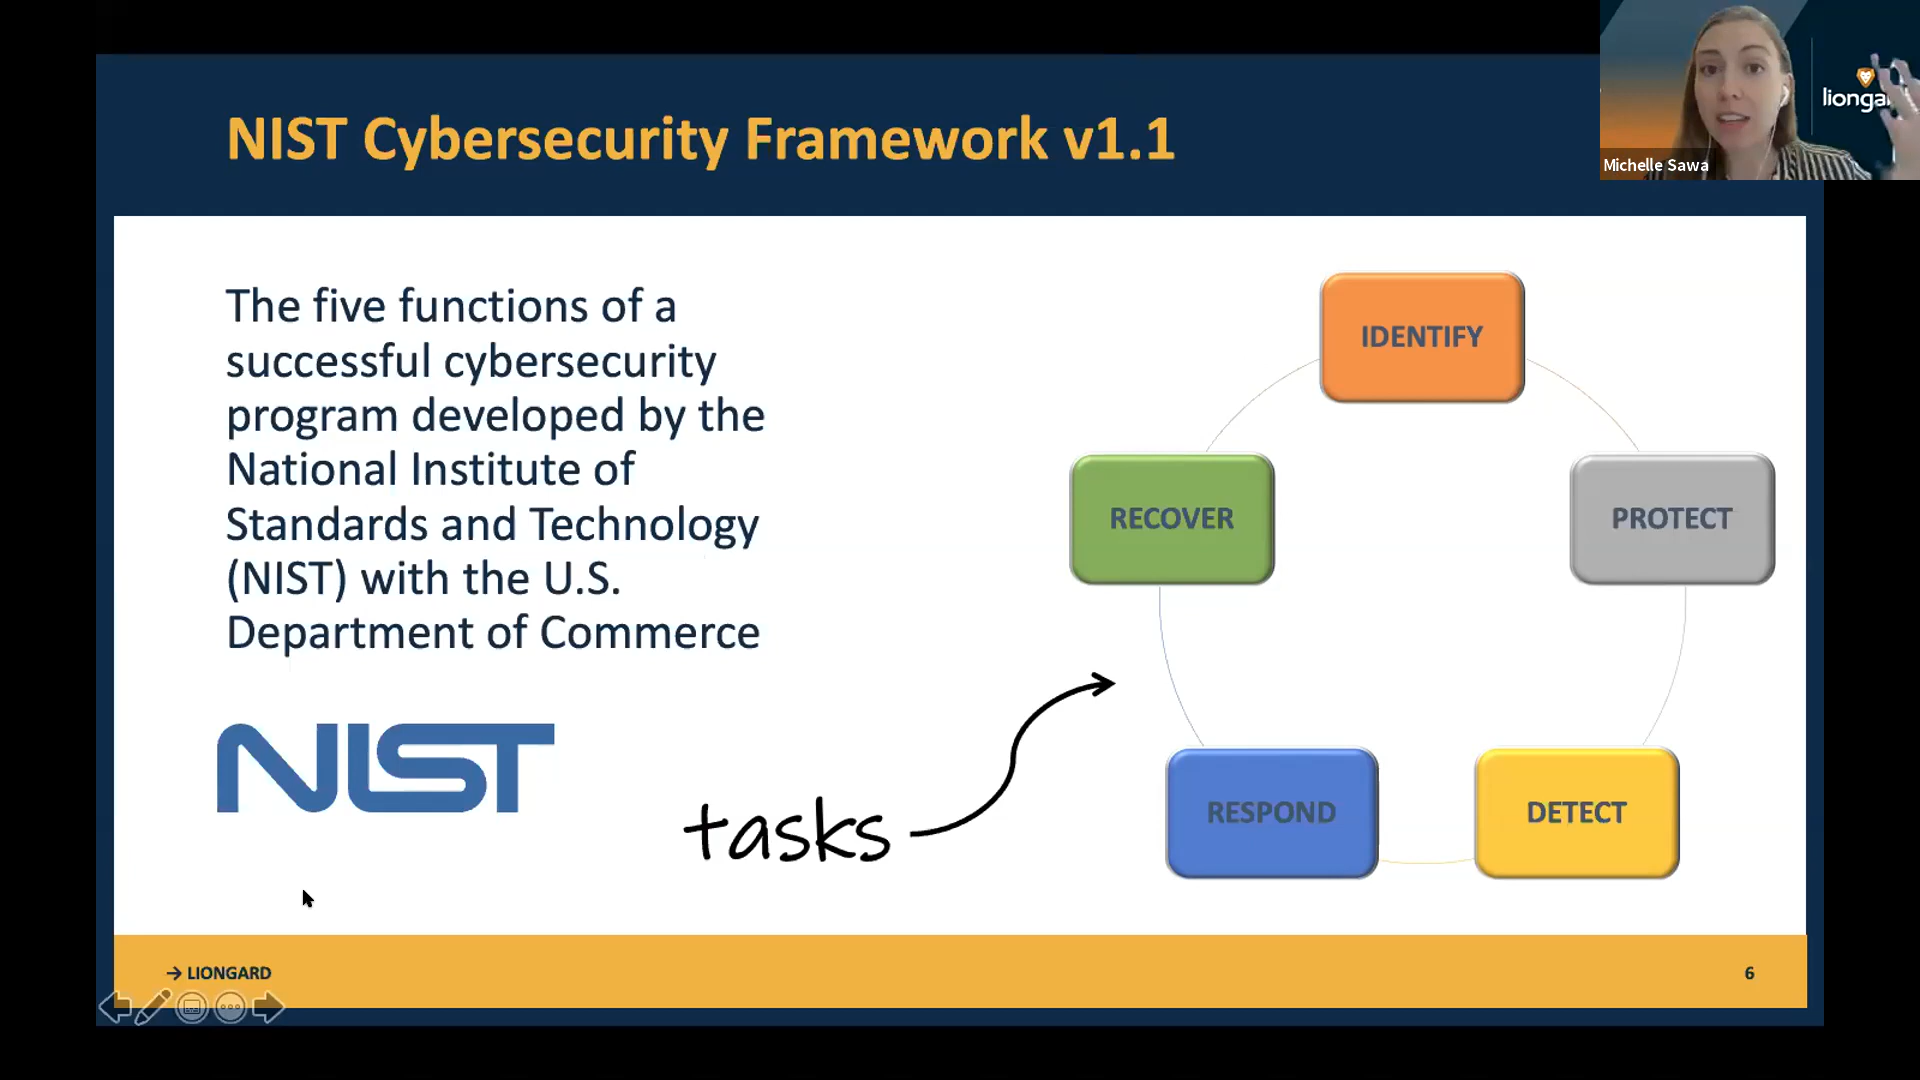 NIST Cybersecurity Framework v1.1
lionga
Michelle Sawa
The five functions of a
successful cybersecurity
program developed by the
National Institute of
Standards and Technology
(NIST) with the U.S.
Department of Commerce
NIST
tasks
IDENTIFY
PROTECT
DETECT
RESPOND
RECOVER
→ LIONGARD
6